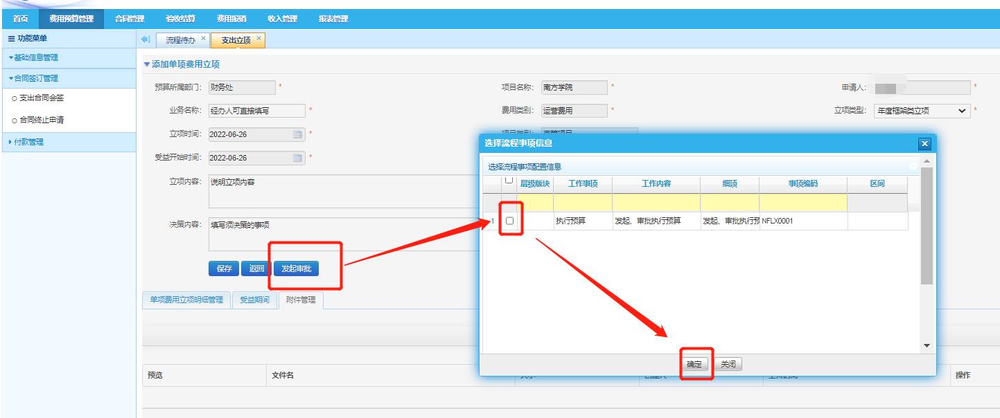 首页 费用预算管理 合同管理 验收结算 费用报销 收入管理 报表管理
功能菜单
基础信息管理
合同签订管理
支出合同会签
合同终止申请
付款管理
流程待办 × 支出立项 ×
添加单项费用立项
预算所属部门： 财务处 * 项目名称： 南方学院 * 申请人： *
业务名称： 经办人可直接填写 * 费用类别： 运营费用 * 立项类型： 年度框架类立项 *
立项时间： 2022-06-26 * 项目类别：
受益开始时间： 2022-06-26 *
立项内容： 说明立项内容
决策内容： 填写须决策的事项
保存 返回 发起审批
单项费用立项明细管理 受益期间 附件管理
预览 文件名 操作
选择流程事项信息
选择流程事项配置信息
层级版块 工作事项 工作内容 细项 事项编码 区间
1 执行预算 发起、审批执行预算 发起、审批执行预 NFLX0001
确定 关闭